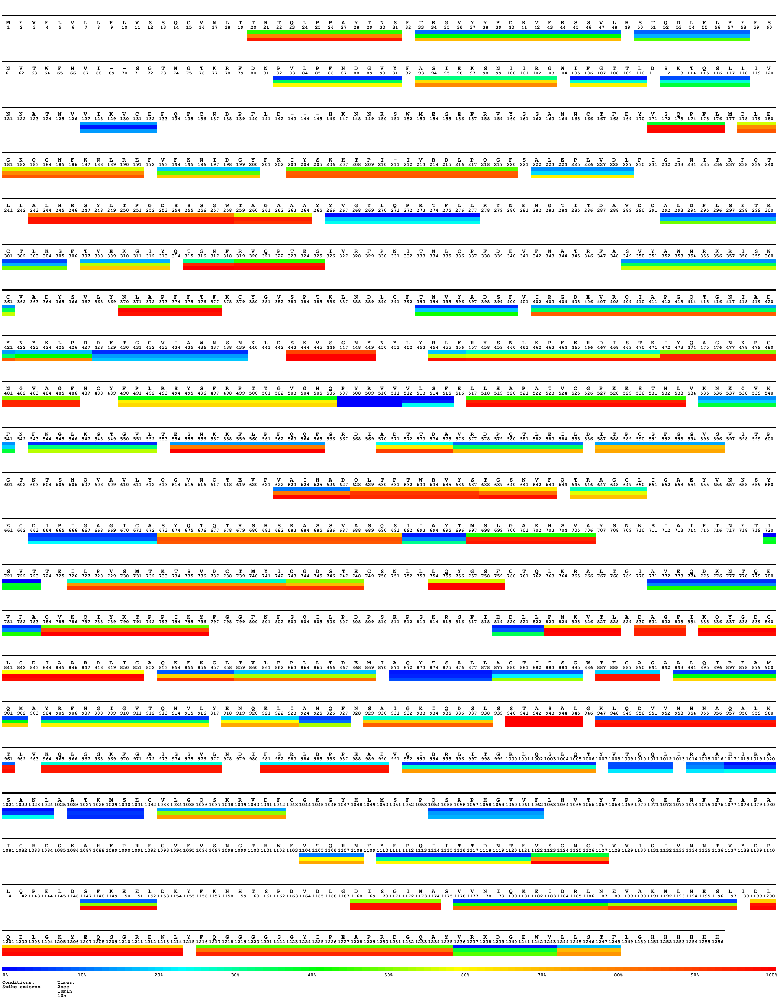 M F V F L V L L P L V S S Q C V N L T T R T Q L P P A Y T N S F T R G V Y Y P D K V F R S S V L H S T Q D L F L P F F S
1 2 3 4 5 6 7 8 9 10 11 12 13 14 15 16 17 18 19 20 21 22 23 24 25 26 27 28 29 30 31 32 33 34 35 36 37 38 39 40 41 42 43 44 45 46 47 48 49 50 51 52 53 54 55 56 57 58 59 60
N V T W F H V I - - S G T N G T K R F D N P V L P F N D G V Y F A S I E K S N I I R G W I F G T T L D S K T Q S L L I V
61 62 63 64 65 66 67 68 69 70 71 72 73 74 75 76 77 78 79 80 81 82 83 84 85 86 87 88 89 90 91 92 93 94 95 96 97 98 99 100 101 102 103 104 105 106 107 108 109 110 111 112 113 114 115 116 117 118 119 120
N N A T N V V I K V C E F Q F C N D P F L D - - - H K N N K S W M E S E F R V Y S S A N N C T F E Y V S Q P F L M D L E
121 122 123 124 125 126 127 128 129 130 131 132 133 134 135 136 137 138 139 140 141 142 143 144 145 146 147 148 149 150 151 152 153 154 155 156 157 158 159 160 161 162 163 164 165 166 167 168 169 170 171 172 173 174 175 176 177 178 179 180
G K Q G N F K N L R E F V F K N I D G Y F K I Y S K H T P I - I V R D L P Q G F S A L E P L V D L P I G I N I T R F Q T
181 182 183 184 185 186 187 188 189 190 191 192 193 194 195 196 197 198 199 200 201 202 203 204 205 206 207 208 209 210 211 212 213 214 215 216 217 218 219 220 221 222 223 224 225 226 227 228 229 230 231 232 233 234 235 236 237 238 239 240
L L A L H R S Y L T P G D S S S G W T A G A A A Y Y V G Y L Q P R T F L L K Y N E N G T I T D A V D C A L D P L S E T K
241 242 243 244 245 246 247 248 249 250 251 252 253 254 255 256 257 258 259 260 261 262 263 264 265 266 267 268 269 270 271 272 273 274 275 276 277 278 279 280 281 282 283 284 285 286 287 288 289 290 291 292 293 294 295 296 297 298 299 300
C T L K S F T V E K G I Y Q T S N F R V Q P T E S I V R F P N I T N L C P F D E V F N A T R F A S V Y A W N R K R I S N
301 302 303 304 305 306 307 308 309 310 311 312 313 314 315 316 317 318 319 320 321 322 323 324 325 326 327 328 329 330 331 332 333 334 335 336 337 338 339 340 341 342 343 344 345 346 347 348 349 350 351 352 353 354 355 356 357 358 359 360
C V A D Y S V L Y N L A P F F T F K C Y G V S P T K L N D L C F T N V Y A D S F V I R G D E V R Q I A P G Q T G N I A D
361 362 363 364 365 366 367 368 369 370 371 372 373 374 375 376 377 378 379 380 381 382 383 384 385 386 387 388 389 390 391 392 393 394 395 396 397 398 399 400 401 402 403 404 405 406 407 408 409 410 411 412 413 414 415 416 417 418 419 420
Y N Y K L P D D F T G C V I A W N S N K L D S K V S G N Y N Y L Y R L F R K S N L K P F E R D I S T E I Y Q A G N K P C
421 422 423 424 425 426 427 428 429 430 431 432 433 434 435 436 437 438 439 440 441 442 443 444 445 446 447 448 449 450 451 452 453 454 455 456 457 458 459 460 461 462 463 464 465 466 467 468 469 470 471 472 473 474 475 476 477 478 479 480
N G V A G F N C Y F P L R S Y S F R P T Y G V G H Q P Y R V V V L S F E L L H A P A T V C G P K K S T N L V K N K C V N
481 482 483 484 485 486 487 488 489 490 491 492 493 494 495 496 497 498 499 500 501 502 503 504 505 506 507 508 509 510 511 512 513 514 515 516 517 518 519 520 521 522 523 524 525 526 527 528 529 530 531 532 533 534 535 536 537 538 539 540
F N F N G L K G T G V L T E S N K K F L P F Q Q F G R D I A D T T D A V R D P Q T L E I L D I T P C S F G G V S V I T P
541 542 543 544 545 546 547 548 549 550 551 552 553 554 555 556 557 558 559 560 561 562 563 564 565 566 567 568 569 570 571 572 573 574 575 576 577 578 579 580 581 582 583 584 585 586 587 588 589 590 591 592 593 594 595 596 597 598 599 600
G T N T S N Q V A V L Y Q G V N C T E V P V A I H A D Q L T P T W R V Y S T G S N V F Q T R A G C L I G A E Y V N N S Y
601 602 603 604 605 606 607 608 609 610 611 612 613 614 615 616 617 618 619 620 621 622 623 624 625 626 627 628 629 630 631 632 633 634 635 636 637 638 639 640 641 642 643 644 645 646 647 648 649 650 651 652 653 654 655 656 657 658 659 660
E C D I P I G A G I C A S Y Q T Q T K S H S R A S S V A S Q S I I A Y T M S L G A E N S V A Y S N N S I A I P T N F T I
661 662 663 664 665 666 667 668 669 670 671 672 673 674 675 676 677 678 679 680 681 682 683 684 685 686 687 688 689 690 691 692 693 694 695 696 697 698 699 700 701 702 703 704 705 706 707 708 709 710 711 712 713 714 715 716 717 718 719 720
S V T T E I L P V S M T K T S V D C T M Y I C G D S T E C S N L L L Q Y G S F C T Q L K R A L T G I A V E Q D K N T Q E
721 722 723 724 725 726 727 728 729 730 731 732 733 734 735 736 737 738 739 740 741 742 743 744 745 746 747 748 749 750 751 752 753 754 755 756 757 758 759 760 761 762 763 764 765 766 767 768 769 770 771 772 773 774 775 776 777 778 779 780
V F A Q V K Q I Y K T P P I K Y F G G F N F S Q I L P D P S K P S K R S F I E D L L F N K V T L A D A G F I K Q Y G D C
781 782 783 784 785 786 787 788 789 790 791 792 793 794 795 796 797 798 799 800 801 802 803 804 805 806 807 808 809 810 811 812 813 814 815 816 817 818 819 820 821 822 823 824 825 826 827 828 829 830 831 832 833 834 835 836 837 838 839 840
L G D I A A R D L I C A Q K F K G L T V L P P L L T D E M I A Q Y T S A L L A G T I T S G W T F G A G A A L Q I P F A M
841 842 843 844 845 846 847 848 849 850 851 852 853 854 855 856 857 858 859 860 861 862 863 864 865 866 867 868 869 870 871 872 873 874 875 876 877 878 879 880 881 882 883 884 885 886 887 888 889 890 891 892 893 894 895 896 897 898 899 900
Q M A Y R F N G I G V T Q N V L Y E N Q K L I A N Q F N S A I G K I Q D S L S S T A S A L G K L Q D V V N H N A Q A L N
901 902 903 904 905 906 907 908 909 910 911 912 913 914 915 916 917 918 919 920 921 922 923 924 925 926 927 928 929 930 931 932 933 934 935 936 937 938 939 940 941 942 943 944 945 946 947 948 949 950 951 952 953 954 955 956 957 958 959 960
T L V K Q L S S K F G A I S S V L N D I F S R L D P P E A E V Q I D R L I T G R L Q S L Q T Y V T Q Q L I R A A E I R A
961 962 963 964 965 966 967 968 969 970 971 972 973 974 975 976 977 978 979 980 981 982 983 984 985 986 987 988 989 990 991 992 993 994 995 996 997 998 999 1000 1001 1002 1003 1004 1005 1006 1007 1008 1009 1010 1011 1012 1013 1014 1015 1016 1017 1018 1019 1020
S A N L A A T K M S E C V L G Q S K R V D F C G K G Y H L M S F P Q S A P H G V V F L H V T Y V P A Q E K N F T T A P A
1021 1022 1023 1024 1025 1026 1027 1028 1029 1030 1031 1032 1033 1034 1035 1036 1037 1038 1039 1040 1041 1042 1043 1044 1045 1046 1047 1048 1049 1050 1051 1052 1053 1054 1055 1056 1057 1058 1059 1060 1061 1062 1063 1064 1065 1066 1067 1068 1069 1070 1071 1072 1073 1074 1075 1076 1077 1078 1079 1080
I C H D G K A H F P R E G V F V S N G T H W F V T Q R N F Y E P Q I I T T D N T F V S G N C D V V I G I V N N T V Y D P
1081 1082 1083 1084 1085 1086 1087 1088 1089 1090 1091 1092 1093 1094 1095 1096 1097 1098 1099 1100 1101 1102 1103 1104 1105 1106 1107 1108 1109 1110 1111 1112 1113 1114 1115 1116 1117 1118 1119 1120 1121 1122 1123 1124 1125 1126 1127 1128 1129 1130 1131 1132 1133 1134 1135 1136 1137 1138 1139 1140
L Q P E L D S F K E E L D K Y F K N H T S P D V D L G D I S G I N A S V V N I Q K E I D R L N E V A K N L N E S L I D L
1141 1142 1143 1144 1145 1146 1147 1148 1149 1150 1151 1152 1153 1154 1155 1156 1157 1158 1159 1160 1161 1162 1163 1164 1165 1166 1167 1168 1169 1170 1171 1172 1173 1174 1175 1176 1177 1178 1179 1180 1181 1182 1183 1184 1185 1186 1187 1188 1189 1190 1191 1192 1193 1194 1195 1196 1197 1198 1199 1200
Q E L G K Y E Q S G R E N L Y F Q G G G G S G Y I P E A P R D G Q A Y V R K D G E W V L L S T F L G H H H H H H
1201 1202 1203 1204 1205 1206 1207 1208 1209 1210 1211 1212 1213 1214 1215 1216 1217 1218 1219 1220 1221 1222 1223 1224 1225 1226 1227 1228 1229 1230 1231 1232 1233 1234 1235 1236 1237 1238 1239 1240 1241 1242 1243 1244 1245 1246 1247 1248 1249 1250 1251 1252 1253 1254 1255 1256
0% 10% 20% 30% 40% 50% 60% 70% 80% 90% 100%
Conditions: Times:
Spike omicron 2sec
10min
10h